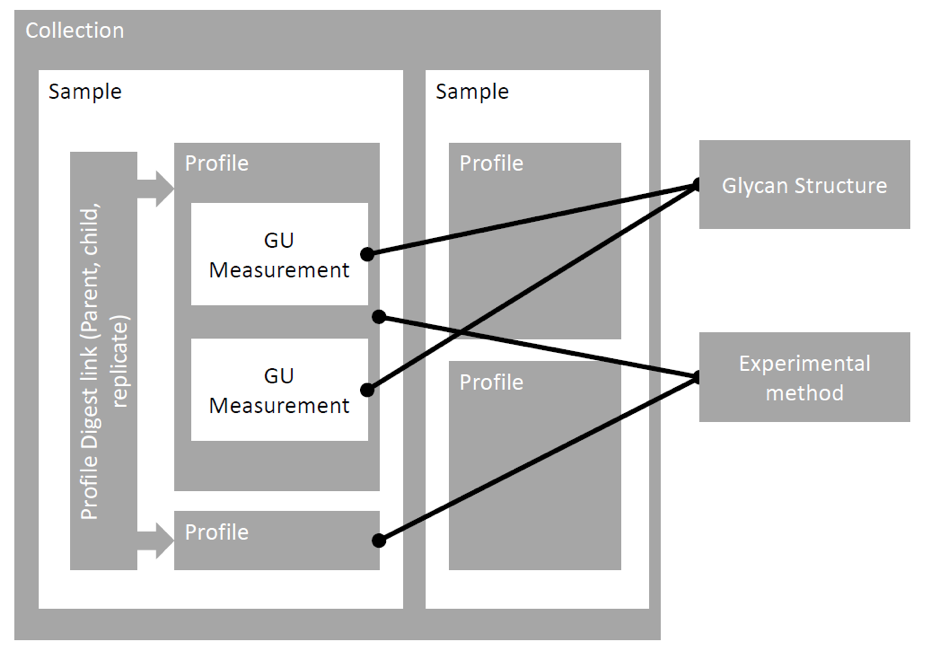 Collection
Sample
Profile Digest link (Parent, child,
replicate)
Profile
GU
Measurement
GU
Measurement
Profile
Sample
Profile
Profile
Glycan Structure
Experimental
method